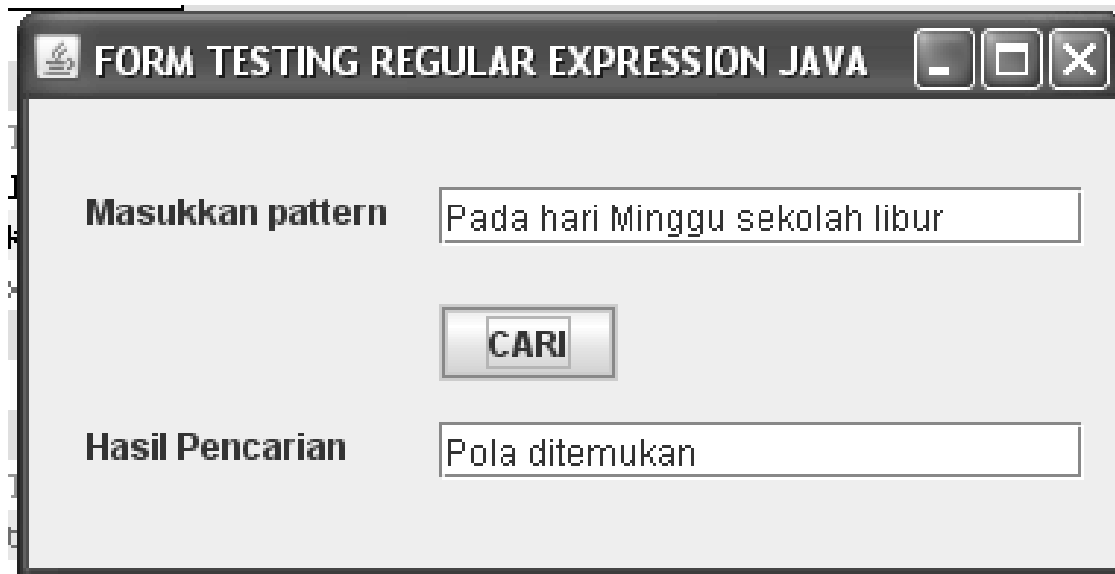 FORM TESTING REGULAR EXPRESSION JAVA
Masukkan pattern
Pada hari Minggu sekolah libur
CARI
Hasil Pencarian
Pola ditemukan